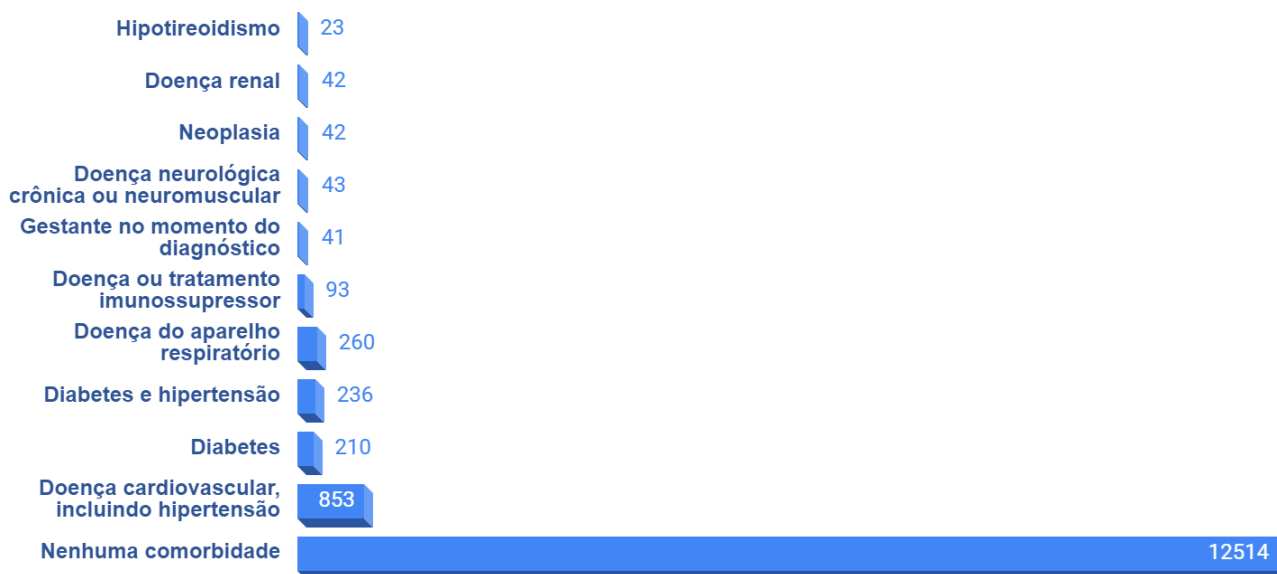 Hipotireoidismo 23
Doença renal 42
Neoplasia 42
Doença neurológica
crônica ou neuromuscular 43
Gestante no momento do
diagnóstico 41
Doença ou tratamento
imunossupressor 93
Doença do aparelho
respiratório 260
Diabetes e hipertensão 236
Diabetes 210
Doença cardiovascular,
incluindo hipertensão 853
Nenhuma comorbidade 12514